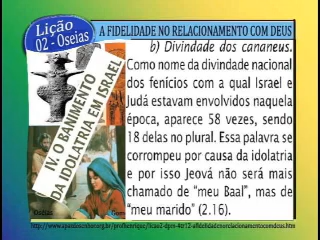 Lição
02 - Oseias
A FIDELIDADE NO RELACIONAMENTO COM DEUS
IV. O BANIMENTO
DA IDOLATRIA EM ISRAEL
b) Divindade dos cananeus.
Como nome da divindade nacional
dos fenícios com a qual Israel e
Judá estavam envolvidos naquela
época, aparece 58 vezes, sendo
18 delas no plural. Essa palavra se
corrompeu por causa da idolatria
e por isso Jeová não será mais
chamado de “meu Baal”, mas de
“meu marido” (2.16).
Oséias